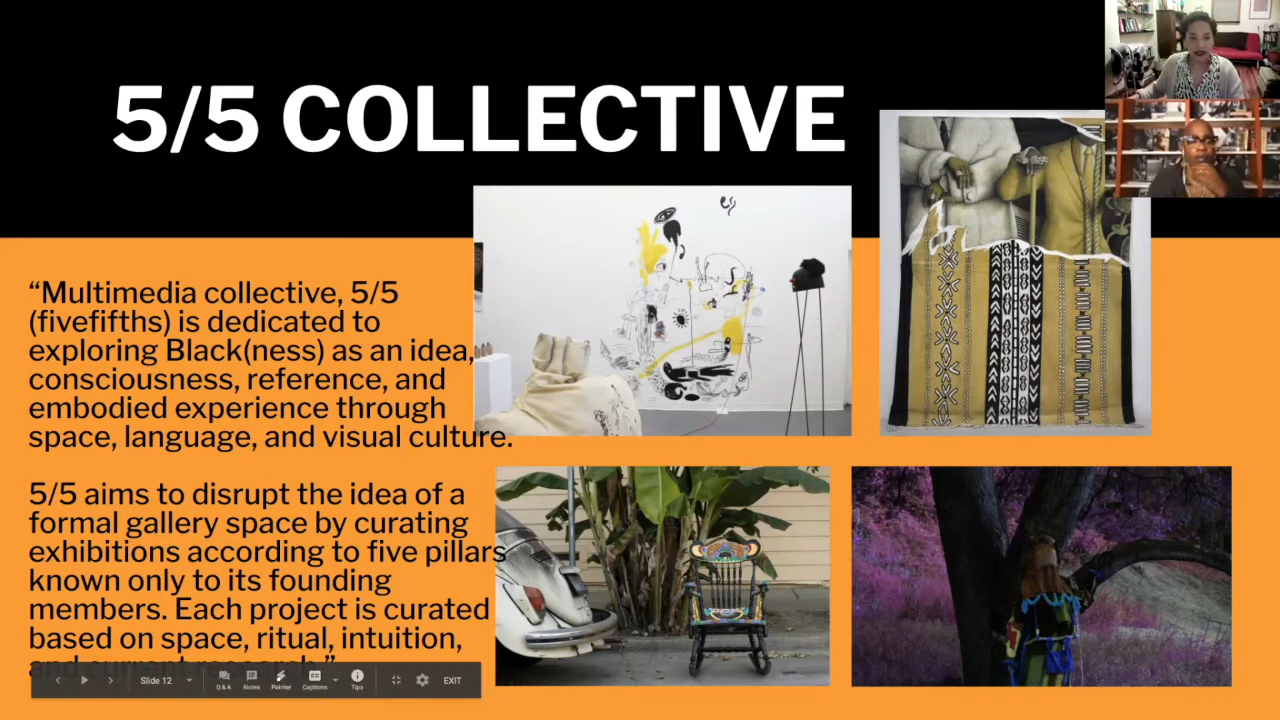 5/5 COLLECTIVE
“Multimedia collective, 5/5
(fivefifths) is dedicated to
exploring Black(ness) as an idea,
consciousness, reference, and
embodied experience through
space, language, and visual culture.
5/5 aims to disrupt the idea of a
formal gallery space by curating
exhibitions according to five pillars
known only to its founding
members. Each project is curated
based on space, ritual, intuition,
and current research.”
Slide 12
Q & A
Notes
Pointer
Captions
Tips
EXIT